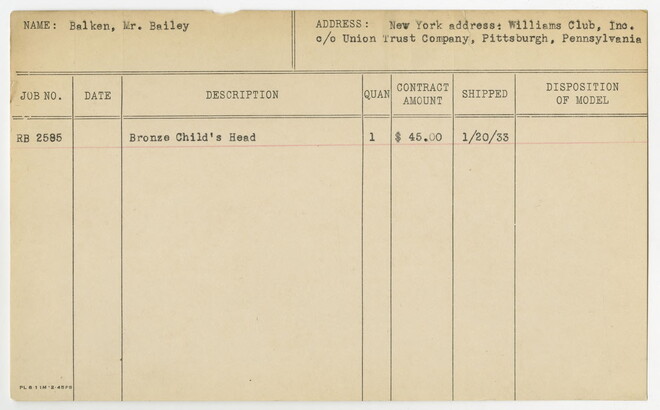 NAME: Balken, Mr. Bailey
ADDRESS: New York address: Williams Club, Inc.
c/o Union Trust Company, Pittsburgh, Pennsylvania
JOB NO. DATE DESCRIPTION QUAN CONTRACT AMOUNT SHIPPED DISPOSITION OF MODEL
RB 2585 Bronze Child's Head 1 $ 45.00 1/20/33